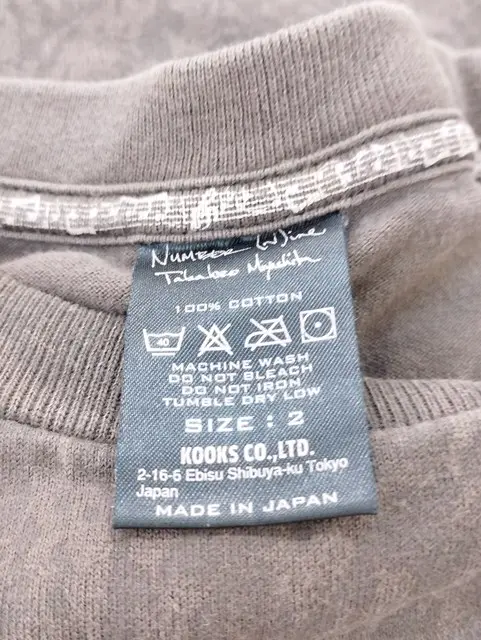 NUMBER (N)ine
Takahiro Miyashita
100% COTTON
40
MACHINE WASH
DO NOT BLEACH
DO NOT IRON
TUMBLE DRY LOW
SIZE : 2
KOOKS CO.,LTD.
2-16-6 Ebisu Shibuya-ku Tokyo
Japan
MADE IN JAPAN